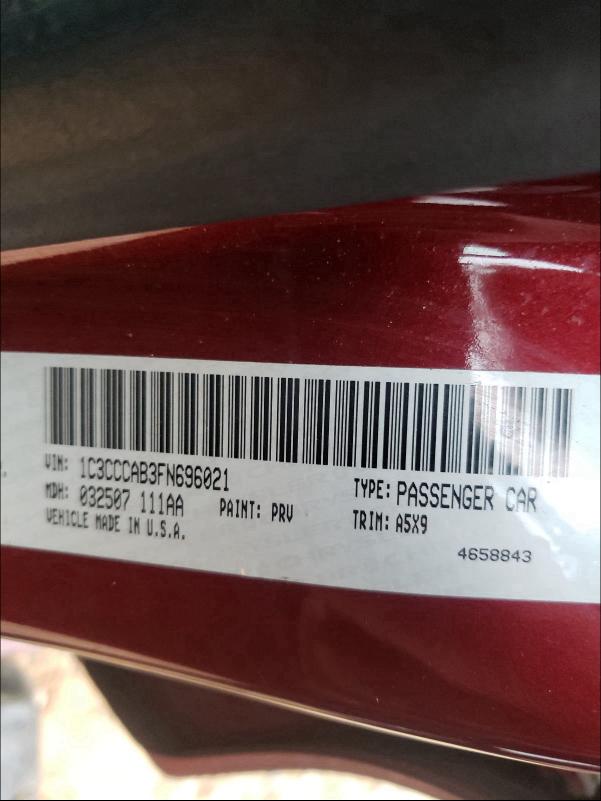 VIN: 1C3CCCAB3FN696021
MDH: 032507 111AA
PAINT: PRV
VEHICLE MADE IN U.S.A.
TYPE: PASSENGER CAR
TRIM: A5X9
4658843